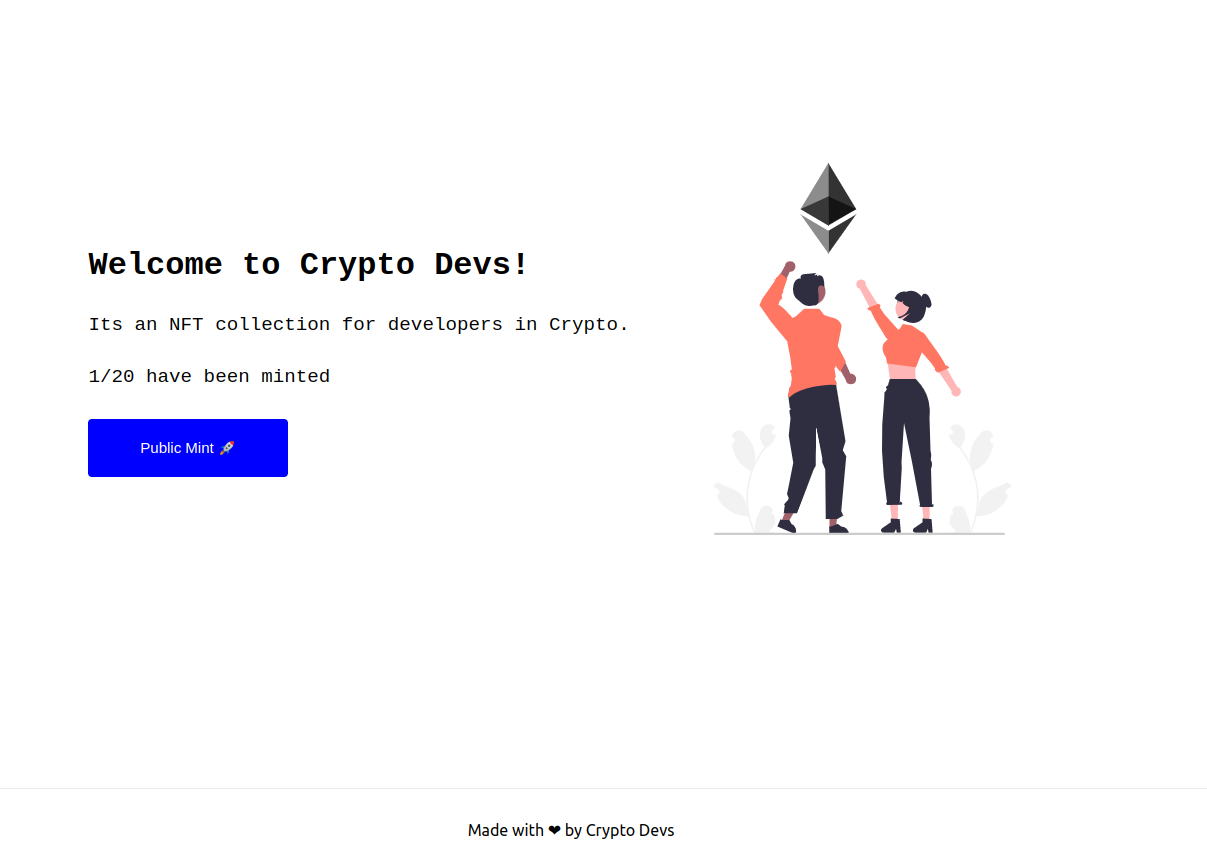 Welcome to Crypto Devs!
Its an NFT collection for developers in Crypto.
1/20 have been minted
Public Mint 🚀
Made with ❤ by Crypto Devs